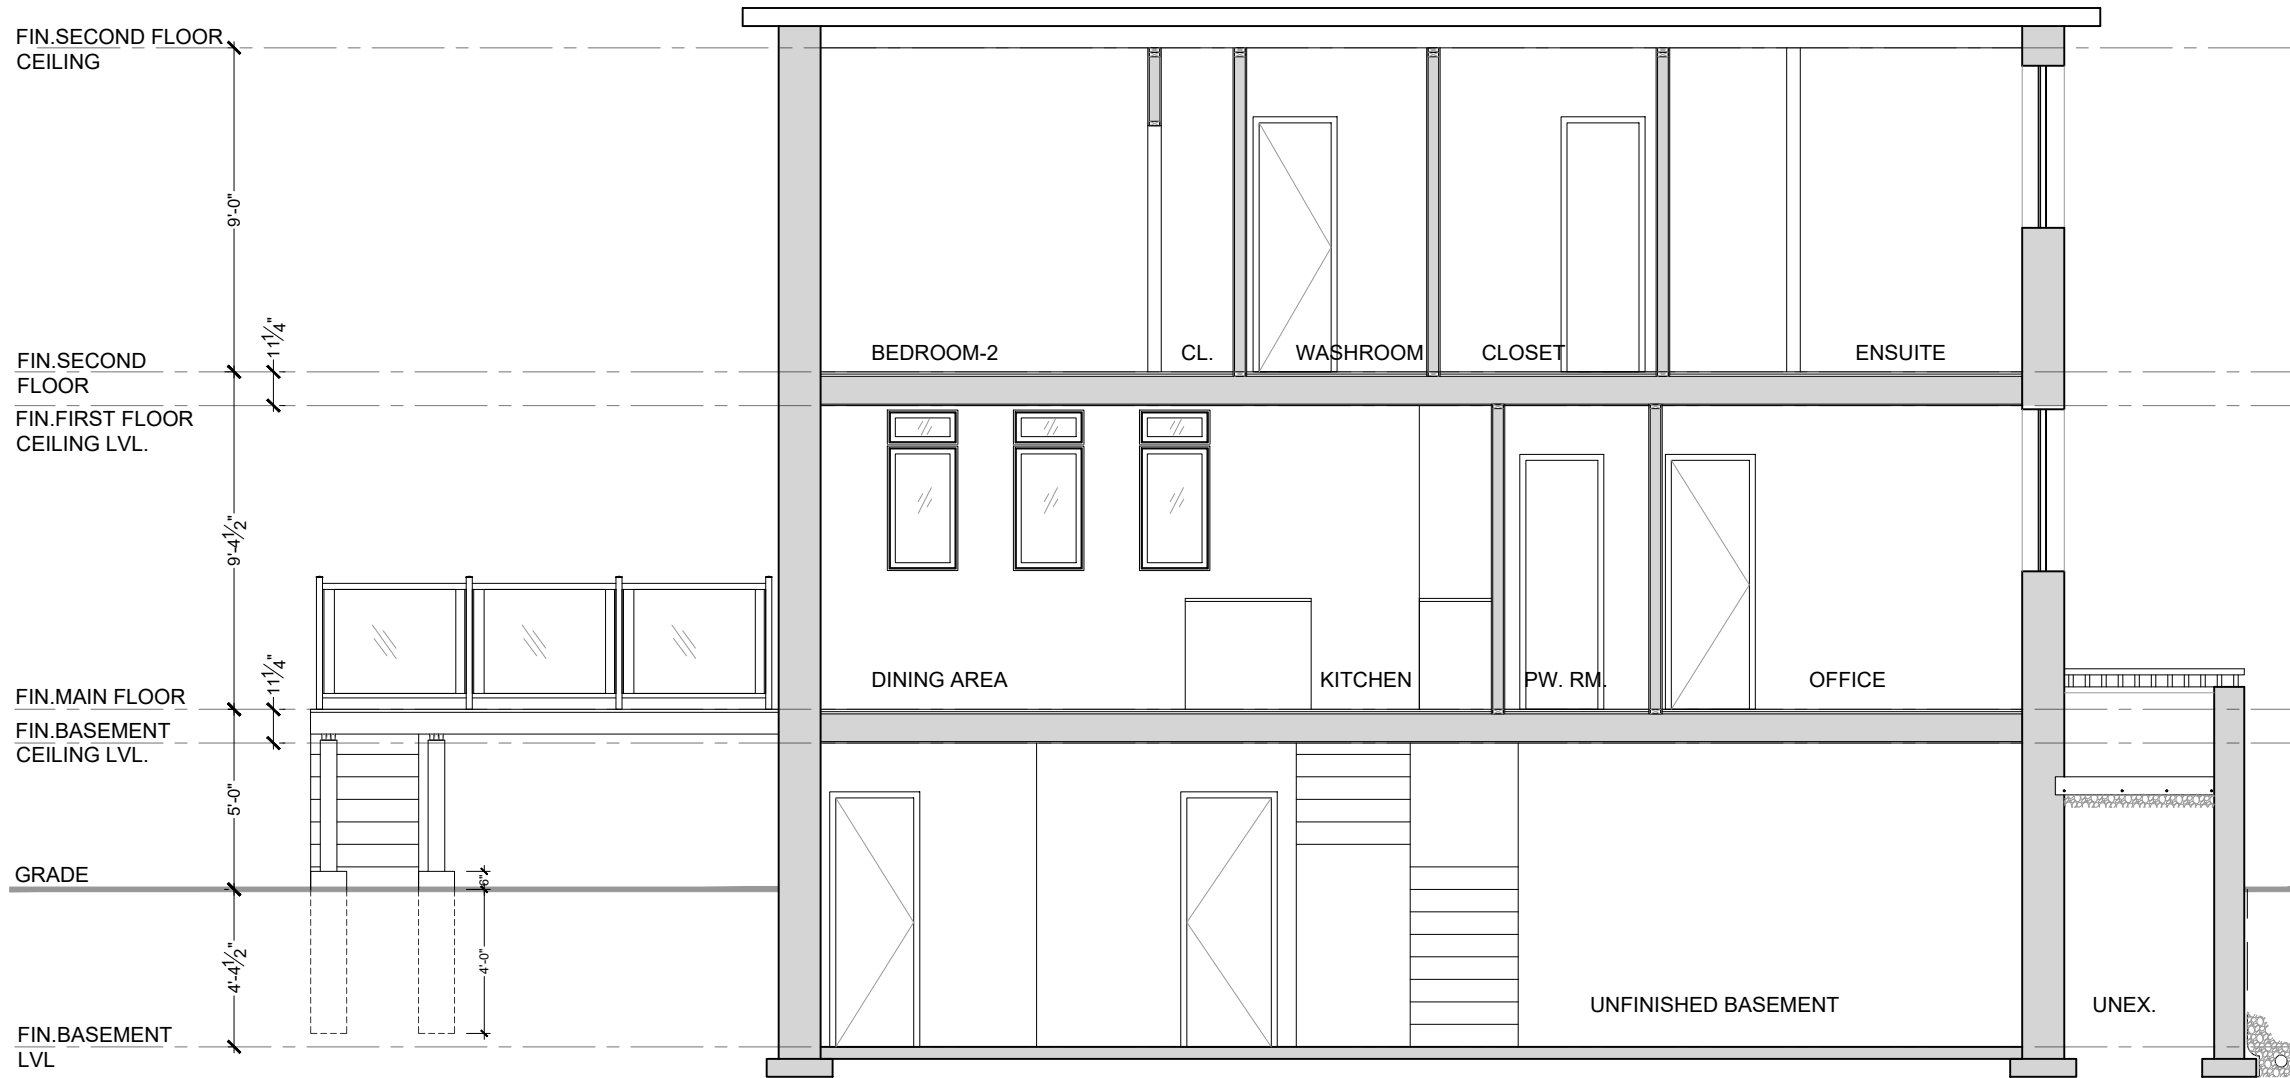 FIN.SECOND FLOOR
CEILING
9'-0"
11¼"
BEDROOM-2
CL.
WASHROOM
CLOSET
ENSUITE
FIN.SECOND
FLOOR
FIN.FIRST FLOOR
CEILING LVL.
9'-4½"
11¼"
DINING AREA
KITCHEN
PW. RM.
OFFICE
FIN.MAIN FLOOR
FIN.BASEMENT
CEILING LVL.
5'-0"
GRADE
6"
4'-4½"
4'-0"
UNFINISHED BASEMENT
UNEX.
FIN.BASEMENT
LVL